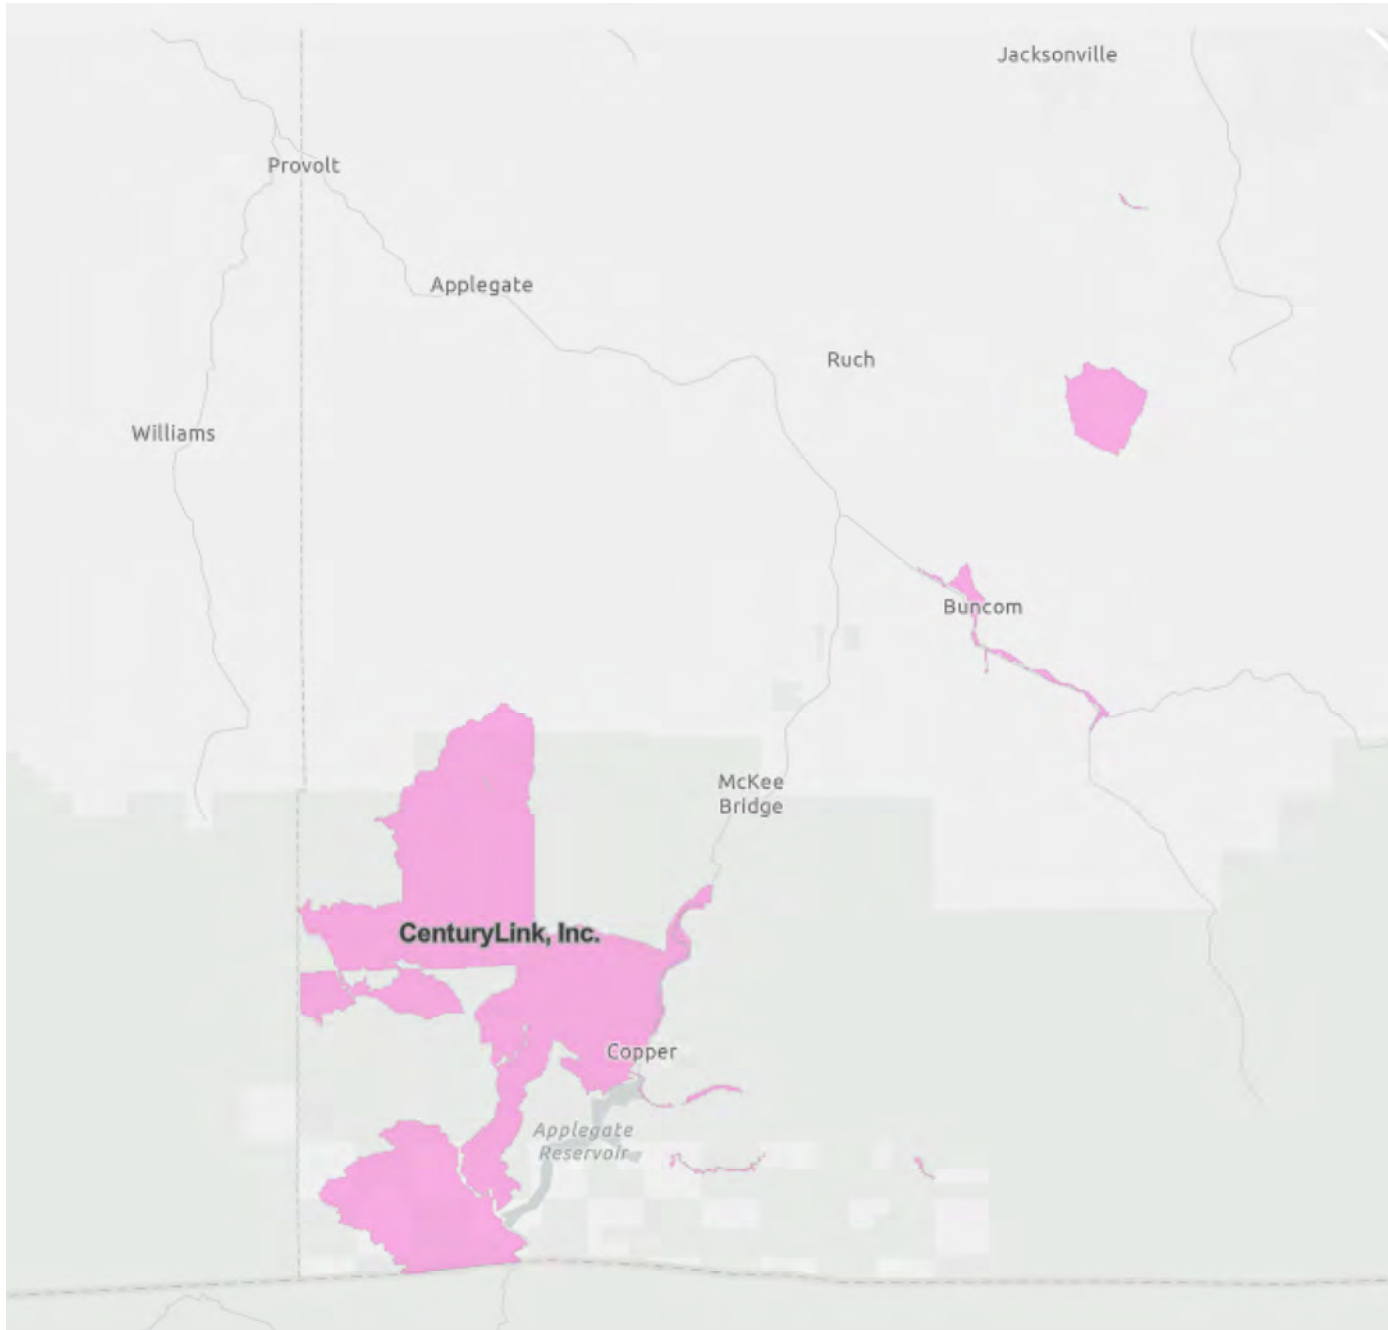 Jacksonville
Provolt
Applegate
Ruch
Williams
Buncom
McKee
Bridge
CenturyLink, Inc.
Copper
Applegate
Reservoir